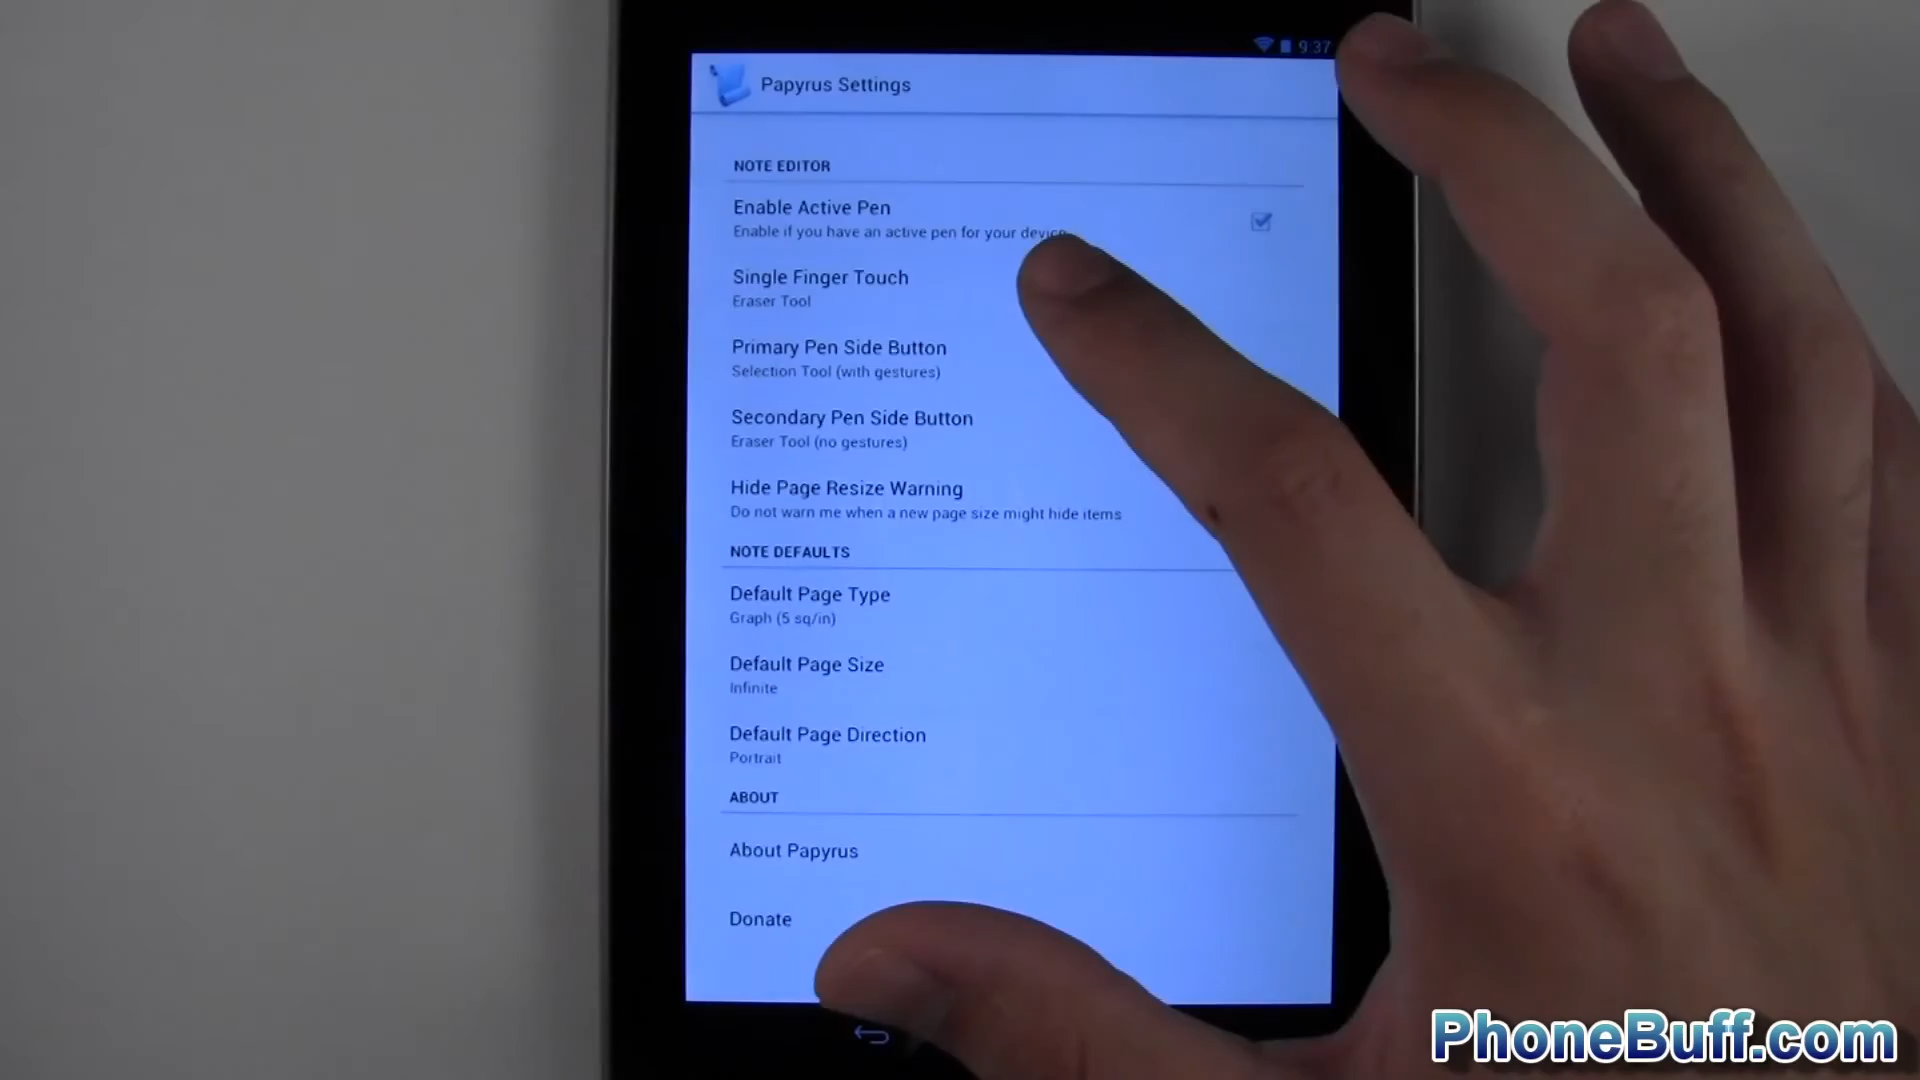 9:37
Papyrus Settings
NOTE EDITOR
Enable Active Pen
Enable if you have an active pen for your device
Single Finger Touch
Eraser Tool
Primary Pen Side Button
Selection Tool (with gestures)
Secondary Pen Side Button
Eraser Tool (no gestures)
Hide Page Resize Warning
Do not warn me when a new page size might hide items
NOTE DEFAULTS
Default Page Type
Graph (5 sq/in)
Default Page Size
Infinite
Default Page Direction
Portrait
ABOUT
About Papyrus
Donate
PhoneBuff.com